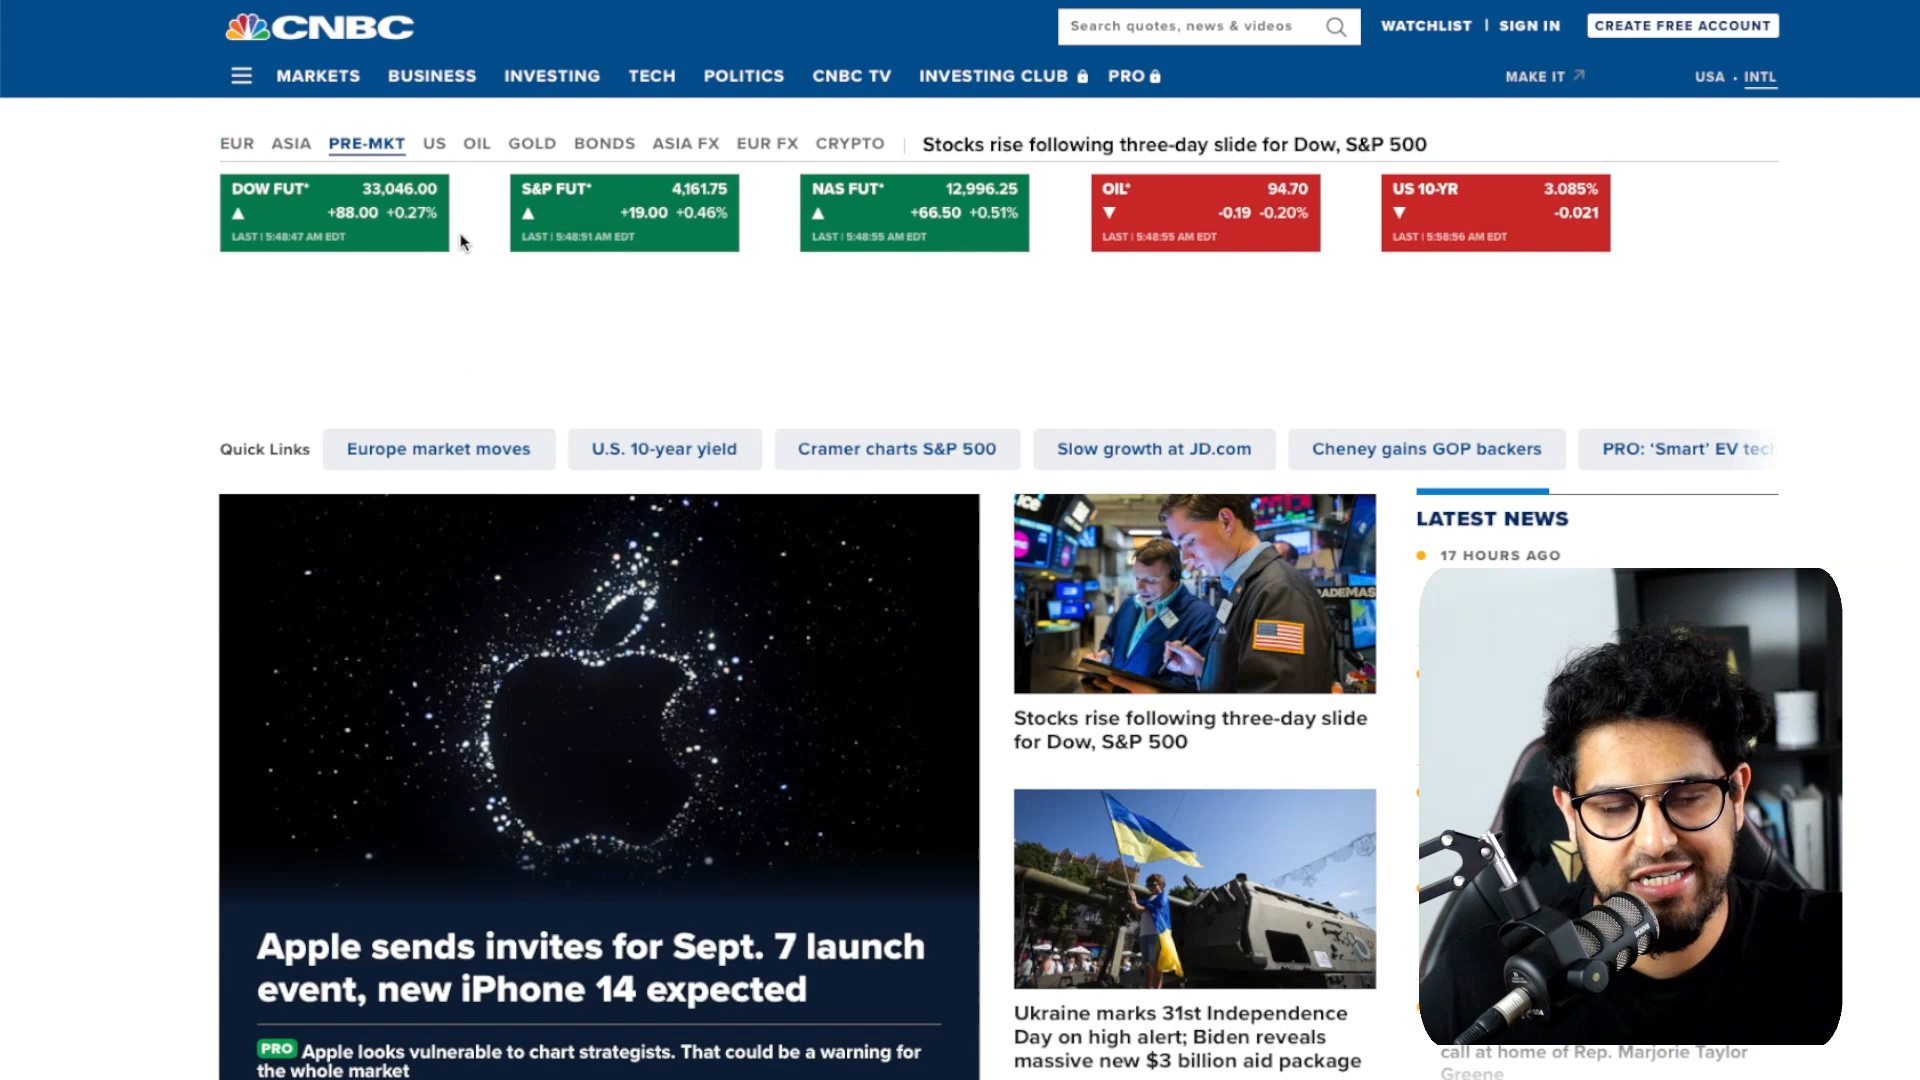 CNBC
Search quotes, news & videos
WATCHLIST | SIGN IN
CREATE FREE ACCOUNT
MARKETS BUSINESS INVESTING TECH POLITICS CNBC TV INVESTING CLUB PRO
MAKE IT
USA • INTL
EUR ASIA PRE-MKT US OIL GOLD BONDS ASIA FX EUR FX CRYPTO
Stocks rise following three-day slide for Dow, S&P 500
DOW FUT* 33,046.00
▲ +88.00 +0.27%
LAST | 5:48:47 AM EDT
S&P FUT* 4,161.75
▲ +19.00 +0.46%
LAST | 5:48:51 AM EDT
NAS FUT* 12,996.25
▲ +66.50 +0.51%
LAST | 5:48:55 AM EDT
OIL* 94.70
▼ -0.19 -0.20%
LAST | 5:48:55 AM EDT
US 10-YR 3.085%
▼ -0.021
LAST | 5:58:56 AM EDT
Quick Links
Europe market moves
U.S. 10-year yield
Cramer charts S&P 500
Slow growth at JD.com
Cheney gains GOP backers
PRO: ‘Smart’ EV tech
Apple sends invites for Sept. 7 launch
event, new iPhone 14 expected
PRO Apple looks vulnerable to chart strategists. That could be a warning for
the whole market
Stocks rise following three-day slide
for Dow, S&P 500
Ukraine marks 31st Independence
Day on high alert; Biden reveals
massive new $3 billion aid package
LATEST NEWS
17 HOURS AGO
call at home of Rep. Marjorie Taylor
Greene